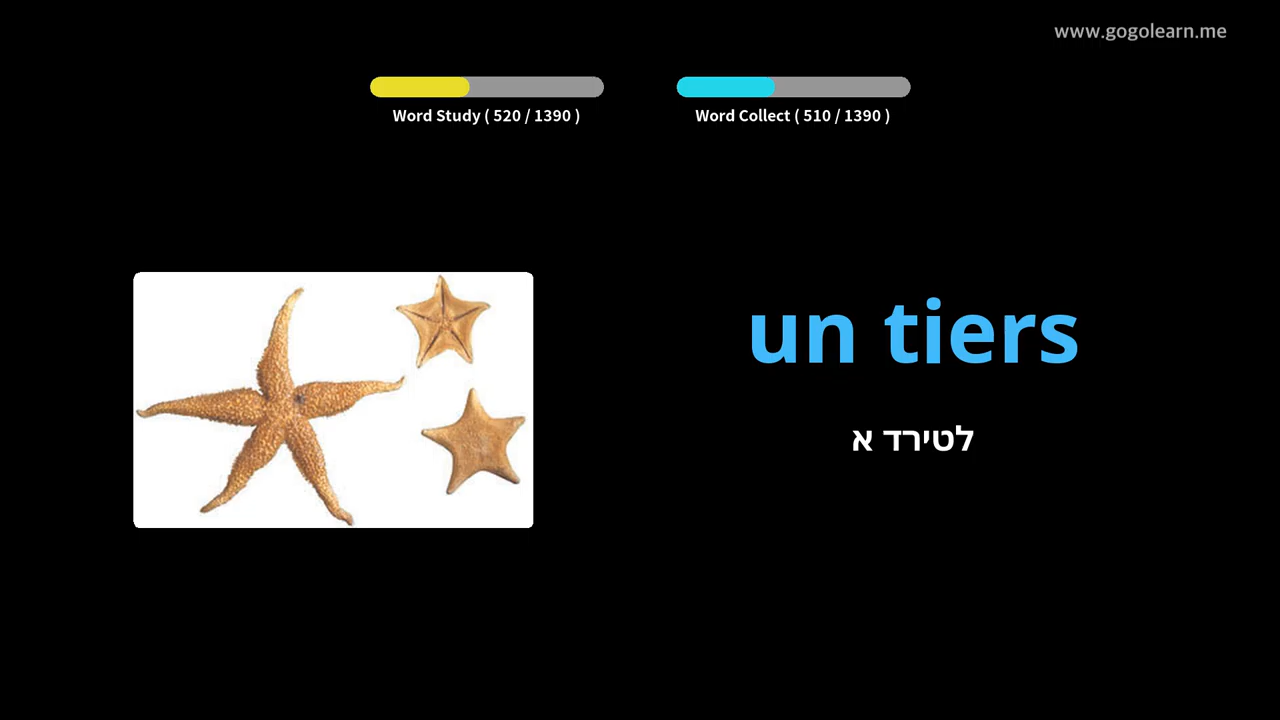 www.gogolearn.me
Word Study ( 520 / 1390 )
Word Collect ( 510 / 1390 )
un tiers
לטירד א